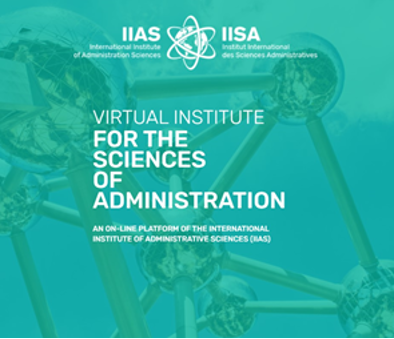 IIAS
International Institute
of Administration Sciences
IISA
Institut International
des Sciences Administratives
VIRTUAL INSTITUTE
FOR THE
SCIENCES
OF
ADMINISTRATION
AN ON-LINE PLATFORM OF THE INTERNATIONAL
INSTITUTE OF ADMINISTRATIVE SCIENCES (IIAS)